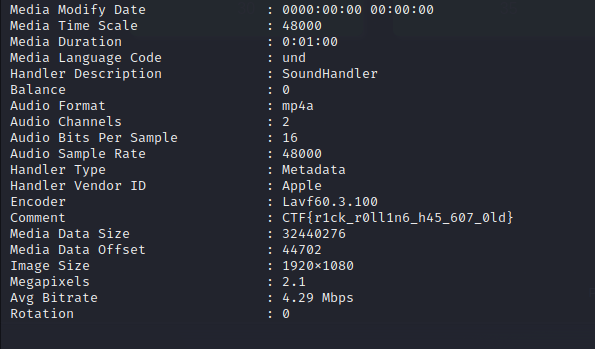 Media Modify Date : 0000:00:00 00:00:00
Media Time Scale : 48000
Media Duration : 0:01:00
Media Language Code : und
Handler Description : SoundHandler
Balance : 0
Audio Format : mp4a
Audio Channels : 2
Audio Bits Per Sample : 16
Audio Sample Rate : 48000
Handler Type : Metadata
Handler Vendor ID : Apple
Encoder : Lavf60.3.100
Comment : CTF{r1ck_r0ll1n6_h45_607_0ld}
Media Data Size : 32440276
Media Data Offset : 44702
Image Size : 1920×1080
Megapixels : 2.1
Avg Bitrate : 4.29 Mbps
Rotation : 0